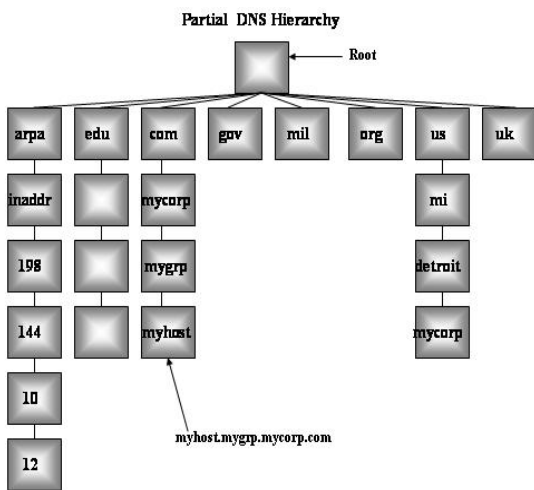 Partial DNS Hierarchy
Root
arpa edu com gov mil org us uk
inaddr mycorp mi
198 mygrp detroit
144 myhost mycorp
10
myhost.mygrp.mycorp.com
12